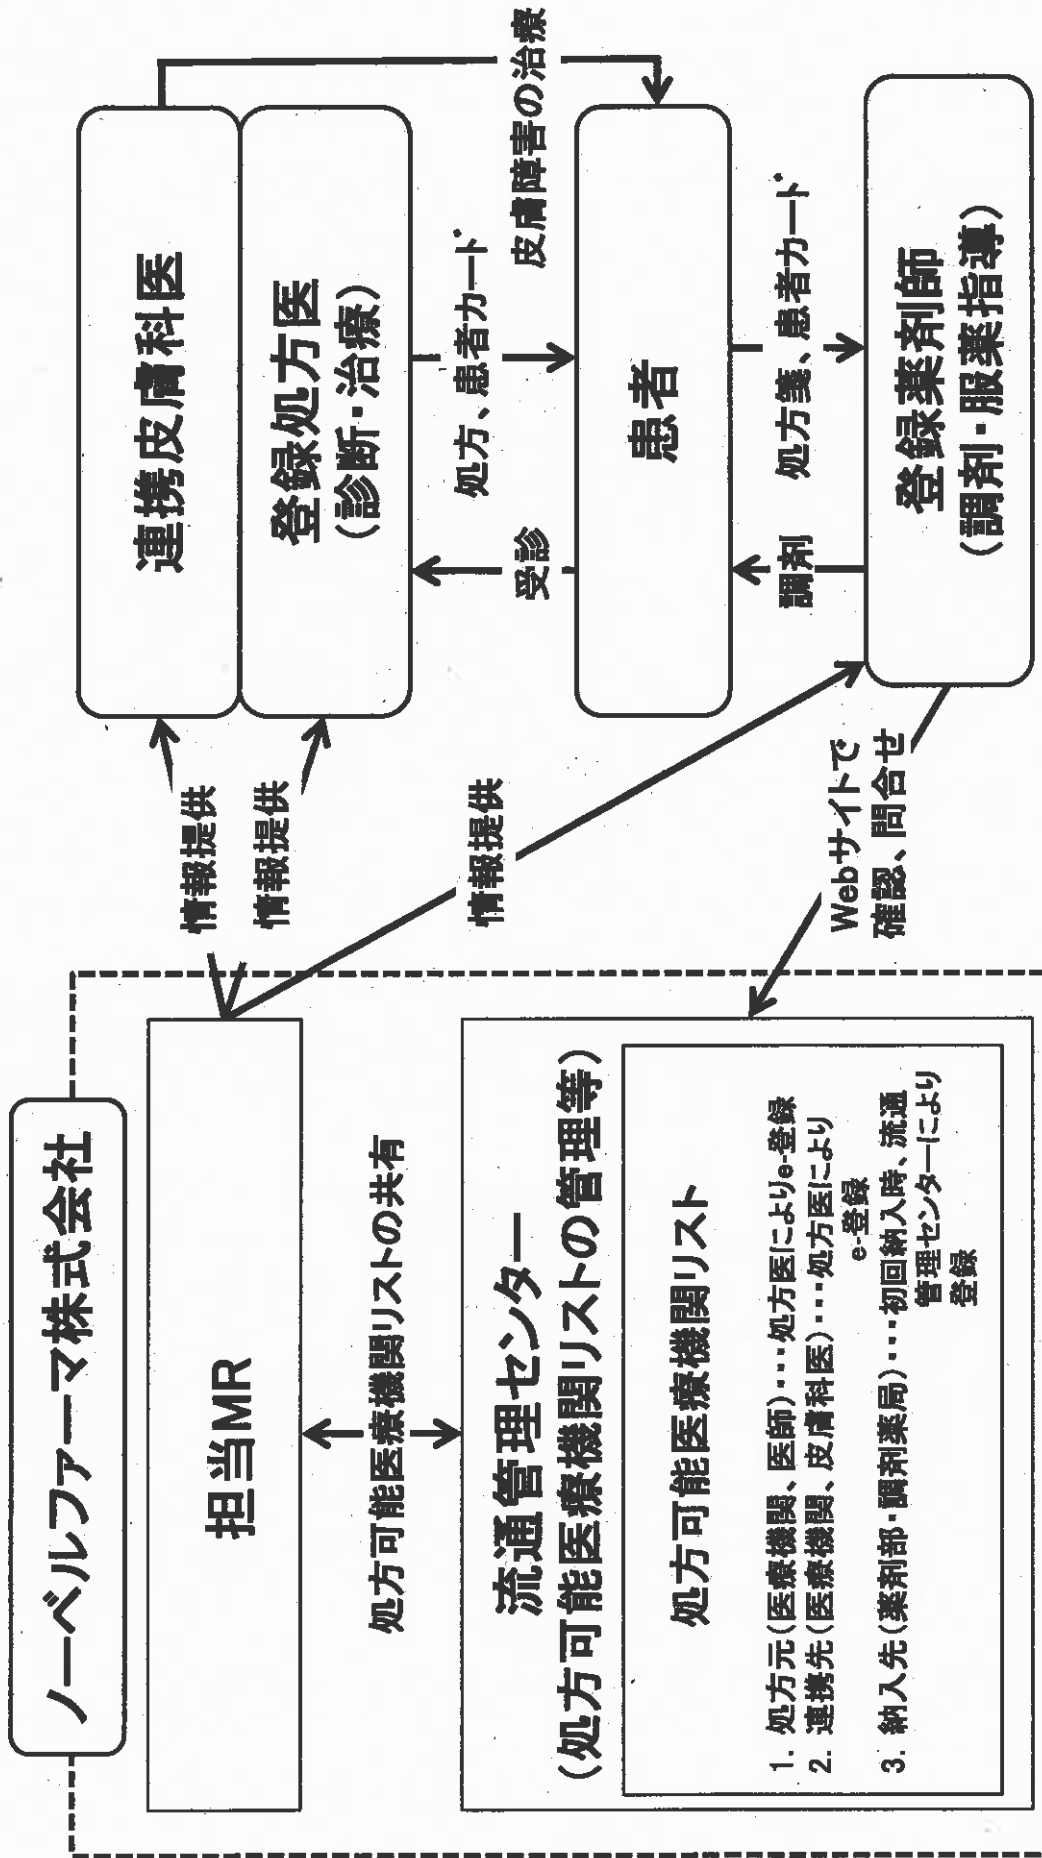 ノーベルファーマ株式会社
担当MR
処方可能医療機関リストの共有
流通管理センター
(処方可能医療機関リストの管理等)
処方可能医療機関リスト
1. 処方元(医療機関、医師)・・・処方医によりe-登録
2. 連携先(医療機関、皮膚科医)・・・処方医により
e-登録
3. 納入先(薬剤部・調剤薬局)・・・初回納入時、流通
管理センターにより
登録
情報提供
情報提供
情報提供
Webサイトで
確認、問合せ
連携皮膚科医
登録処方医
(診断・治療)
受診
処方、患者カード
皮膚障害の治療
患者
調剤
処方箋、患者カード
登録薬剤師
(調剤・服薬指導)